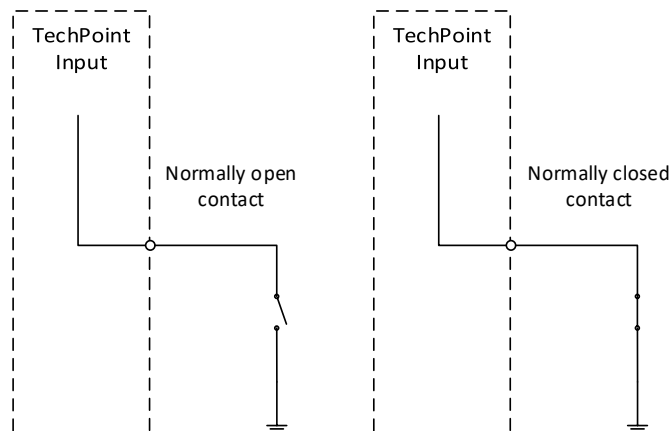 TechPoint
Input
Normally open
contact
TechPoint
Input
Normally closed
contact